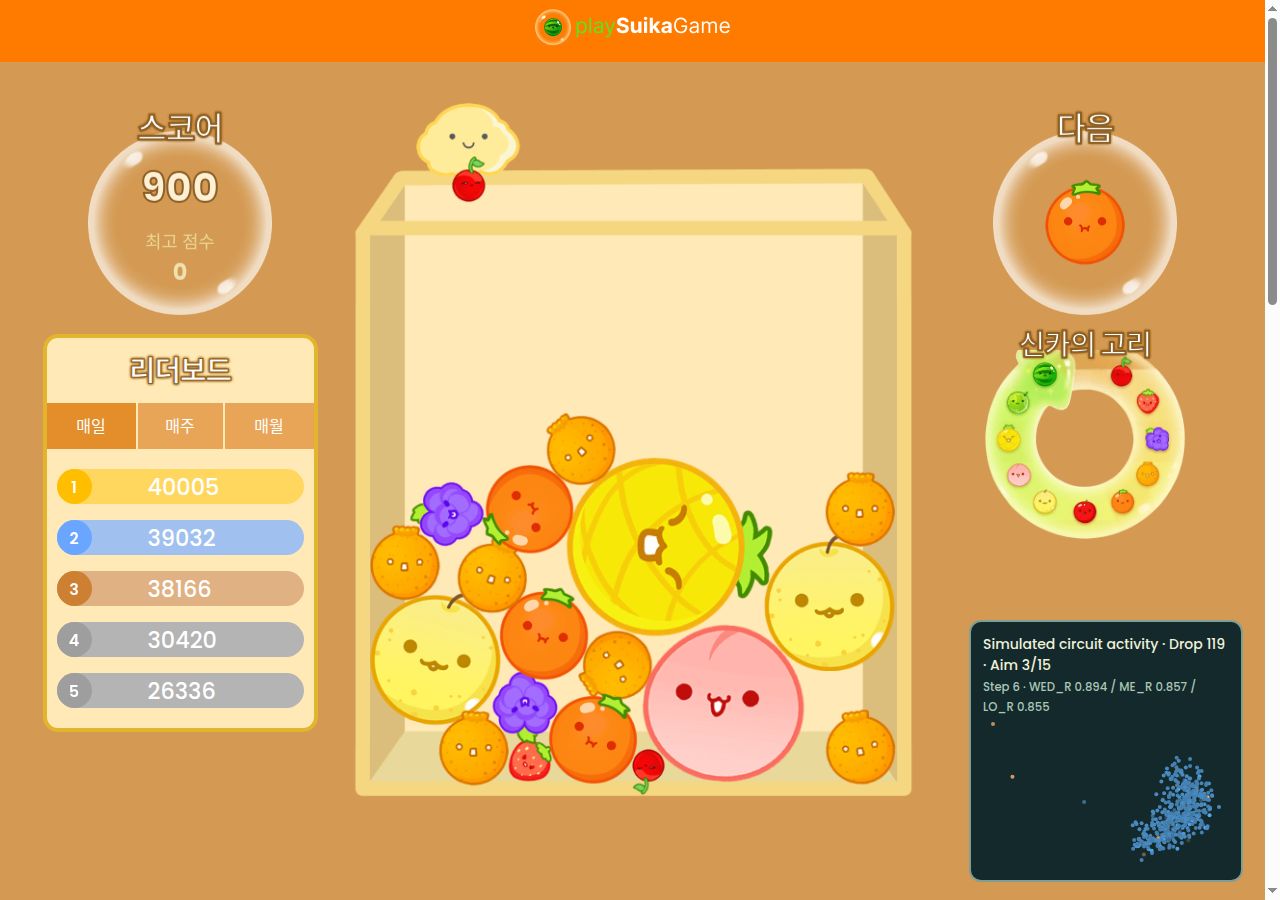 playSuikaGame
스코어
900
최고 점수
0
리더보드
매일 매주 매월
1 40005
2 39032
3 38166
4 30420
5 26336
다음
신카의 고리
Simulated circuit activity · Drop 119
· Aim 3/15
Step 6 · WED_R 0.894 / ME_R 0.857 /
LO_R 0.855